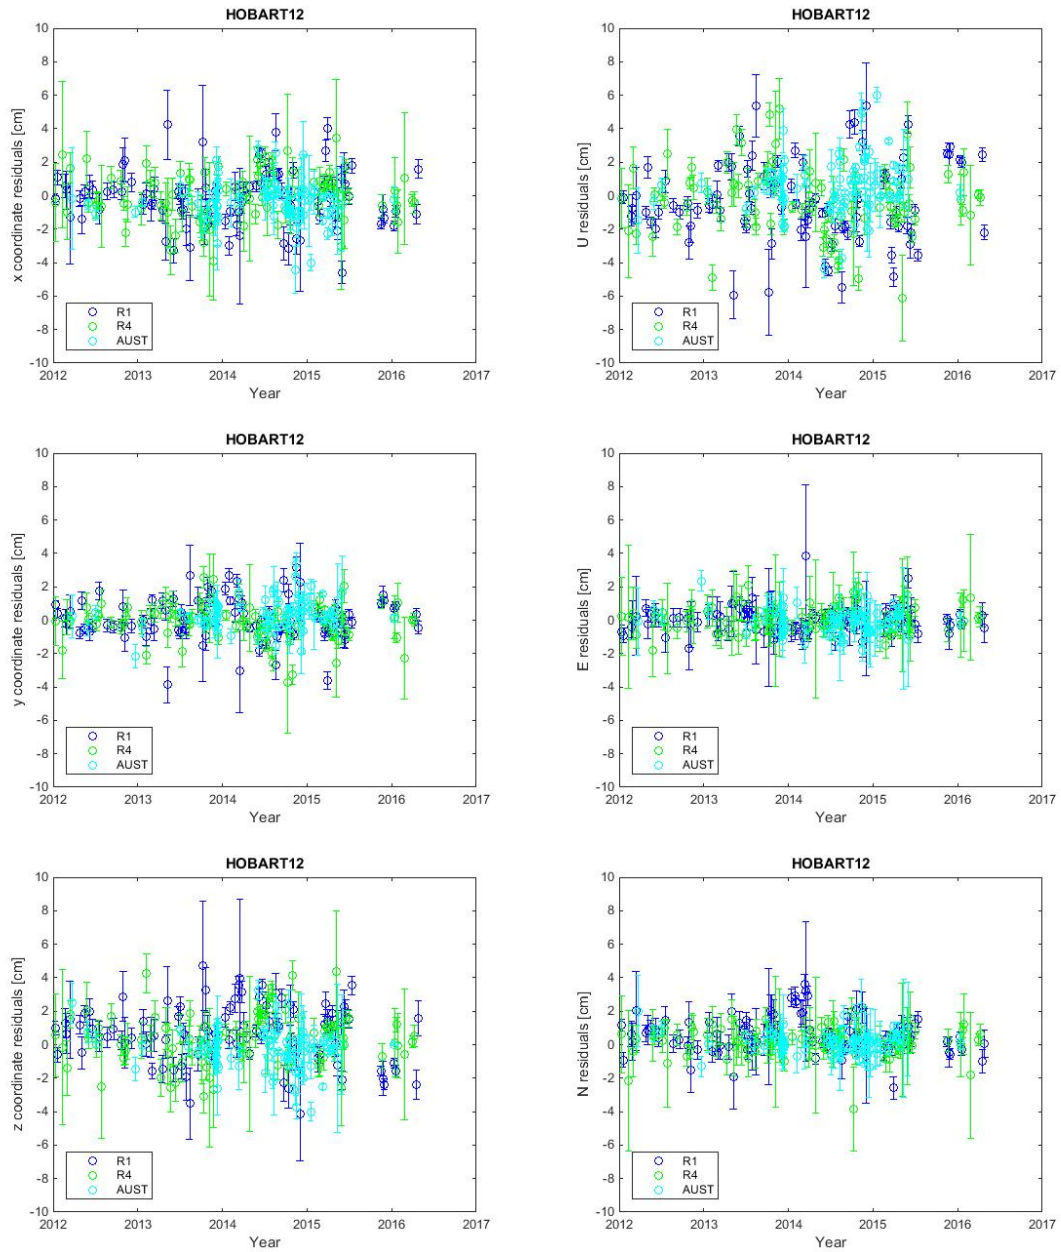 HOBART12
10
8
6
4
2
0
-2
-4
-6
-8
-10
x coordinate residuals [cm]
R1
R4
AUST
2012 2013 2014 2015 2016 2017
Year
HOBART12
10
8
6
4
2
0
-2
-4
-6
-8
-10
U residuals [cm]
R1
R4
AUST
2012 2013 2014 2015 2016 2017
Year
HOBART12
10
8
6
4
2
0
-2
-4
-6
-8
-10
y coordinate residuals [cm]
R1
R4
AUST
2012 2013 2014 2015 2016 2017
Year
HOBART12
10
8
6
4
2
0
-2
-4
-6
-8
-10
E residuals [cm]
R1
R4
AUST
2012 2013 2014 2015 2016 2017
Year
HOBART12
10
8
6
4
2
0
-2
-4
-6
-8
-10
z coordinate residuals [cm]
R1
R4
AUST
2012 2013 2014 2015 2016 2017
Year
HOBART12
10
8
6
4
2
0
-2
-4
-6
-8
-10
N residuals [cm]
R1
R4
AUST
2012 2013 2014 2015 2016 2017
Year